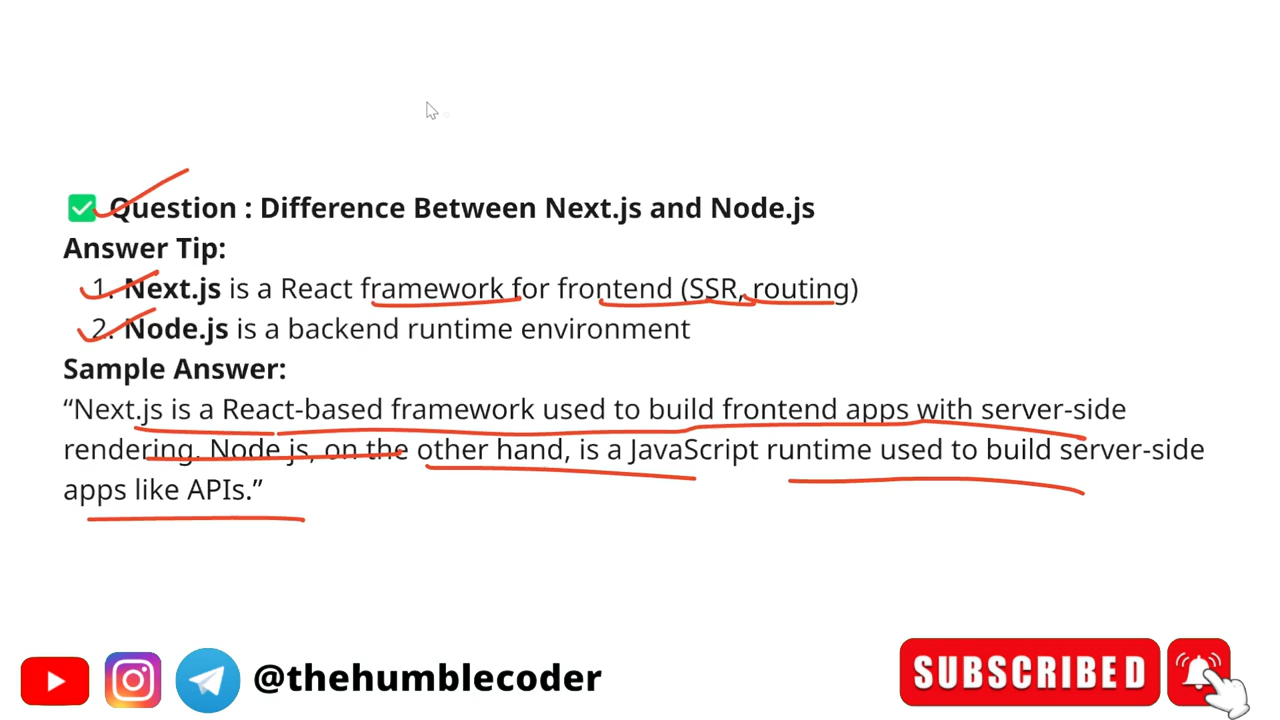 Question : Difference Between Next.js and Node.js
Answer Tip:
1. Next.js is a React framework for frontend (SSR, routing)
2. Node.js is a backend runtime environment
Sample Answer:
“Next.js is a React-based framework used to build frontend apps with server-side
rendering. Node js, on the other hand, is a JavaScript runtime used to build server-side
apps like APIs.”
@thehumblecoder
SUBSCRIBED